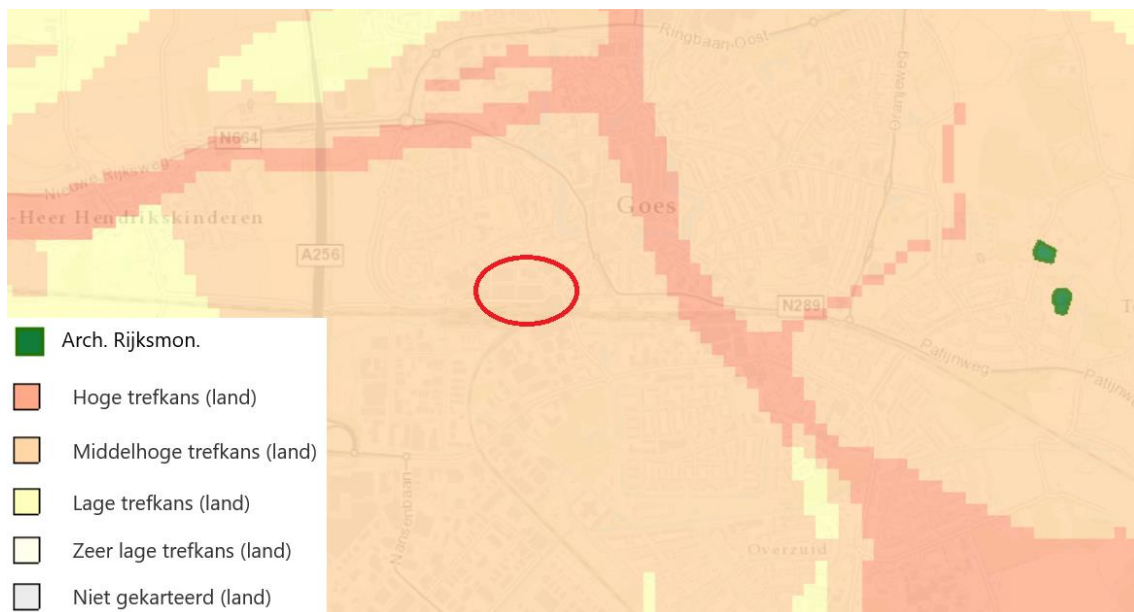 Ringbaan-Oost
Oranjeweg
N664
Nieuwe Rijksweg
-Heer Hendrikskinderen
Goes
A256
N289
Patijnweg
Patijnwe
Nansenbaan
Overzuid
Arch. Rijksmon.
Hoge trefkans (land)
Middelhoge trefkans (land)
Lage trefkans (land)
Zeer lage trefkans (land)
Niet gekarteerd (land)